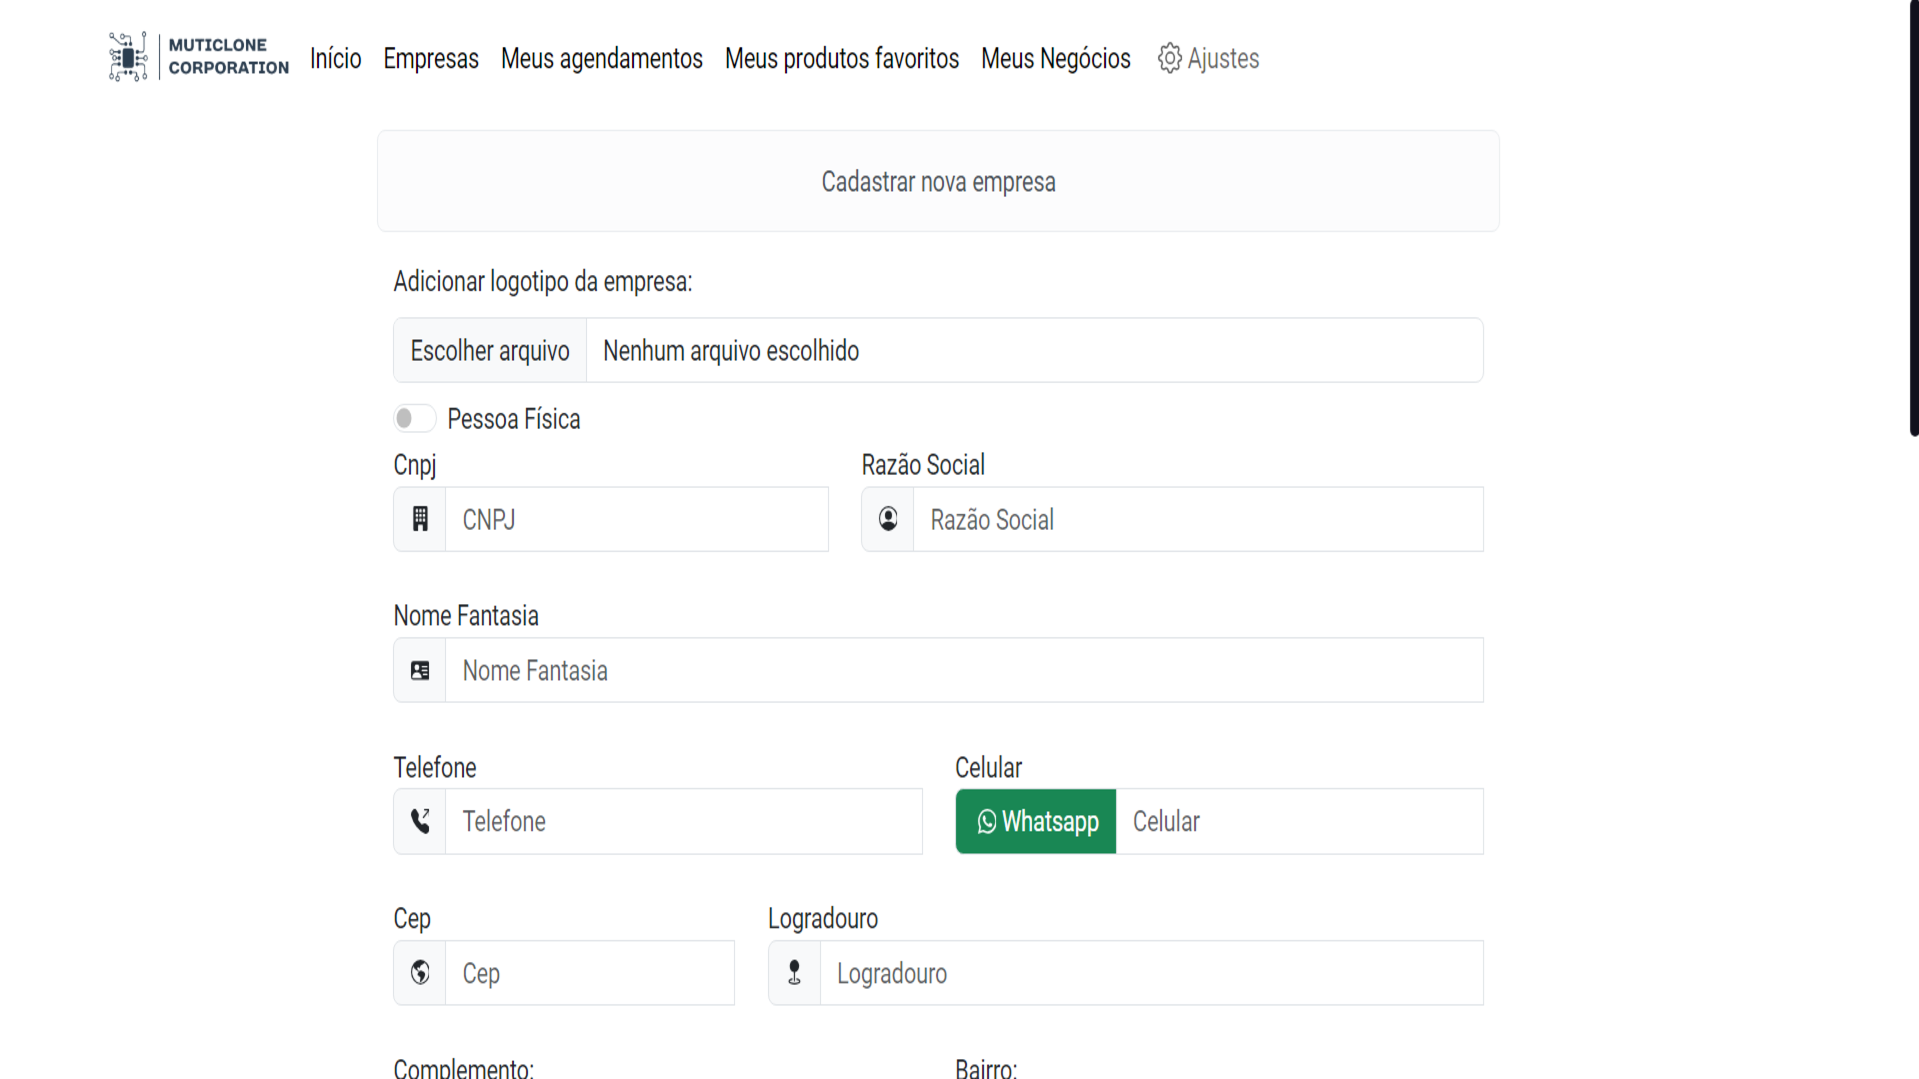 MUTICLONE
CORPORATION
Início Empresas Meus agendamentos Meus produtos favoritos Meus Negócios Ajustes
Cadastrar nova empresa
Adicionar logotipo da empresa:
Escolher arquivo Nenhum arquivo escolhido
Pessoa Física
Cnpj Razão Social
CNPJ Razão Social
Nome Fantasia
Nome Fantasia
Telefone Celular
Telefone Whatsapp Celular
Cep Logradouro
Cep Logradouro
Complemento: Bairro: